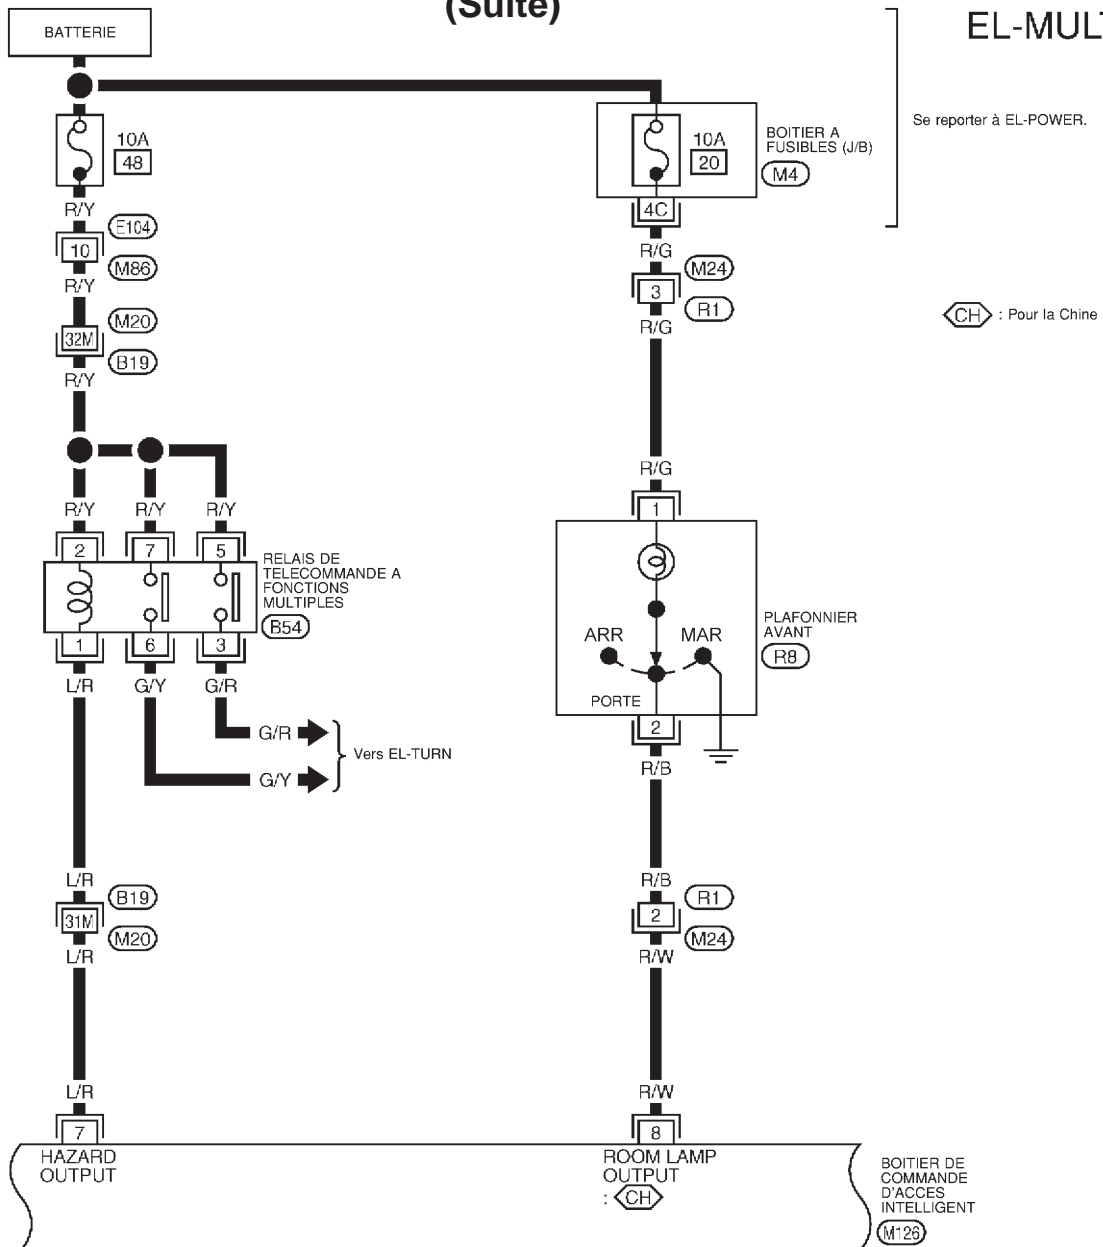 (Suite)
EL-MULT
BATTERIE
Se reporter à EL-POWER.
10A
48
10A
20
BOITIER A
FUSIBLES (J/B)
M4
R/Y
4C
E104
10
R/G
M86
M24
R/Y
3
R1
CH : Pour la Chine
M20
32M
R/G
B19
R/Y
R/G
R/Y R/Y R/Y
1
2 7 5
RELAIS DE
TELECOMMANDE A
FONCTIONS
MULTIPLES
B54
PLAFONNIER
AVANT
R8
ARR MAR
1 6 3
L/R G/Y G/R
PORTE
2
G/R
Vers EL-TURN
G/Y
R/B
L/R
R/B
B19
R1
31M
2
M20
M24
L/R
R/W
L/R
R/W
7
8
HAZARD
OUTPUT
ROOM LAMP
OUTPUT
: CH
BOITIER DE
COMMANDE
D'ACCES
INTELLIGENT
M126